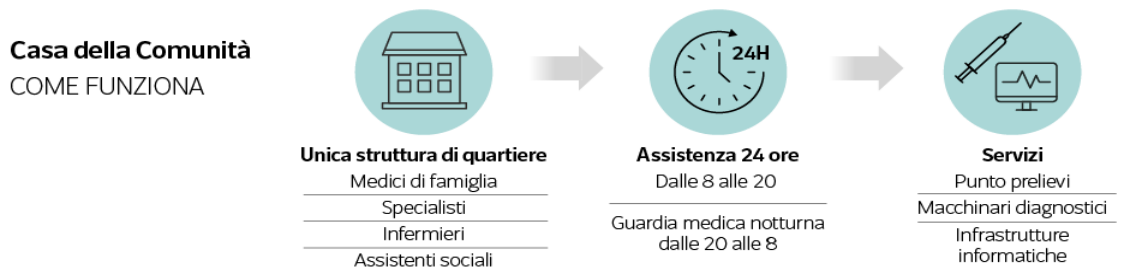 Casa della Comunità
COME FUNZIONA
Unica struttura di quartiere
Medici di famiglia
Specialisti
Infermieri
Assistenti sociali
24H
Assistenza 24 ore
Dalle 8 alle 20
Guardia medica notturna
dalle 20 alle 8
Servizi
Punto prelievi
Macchinari diagnostici
Infrastrutture
informatiche